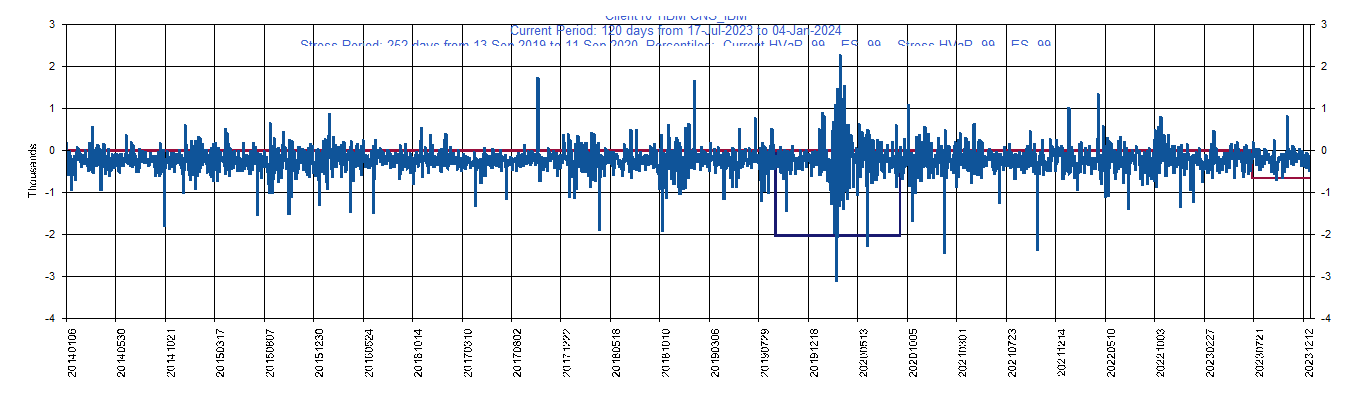 Current Period: 120 days from 17-Jul-2023 to 04-Jan-2024
Stress Period: 252 days from 13-Sep-2019 to 11-Sep-2020 Percentiles: Current HVaR 99 ES 99 Stress HVaR 99 ES 99
3 3
2 2
1 1
0 0
-1 -1
-2 -2
-3 -3
-4 -4
Thousands
20140106 20140530 20141021 20150317 20150807 20151230 20160524 20161014 20170310 20170802 20171222 20180518 20181010 20190306 20190729 20191218 20200513 20201005 20210301 20210723 20211214 20220510 20221003 20230227 20230721 20231212